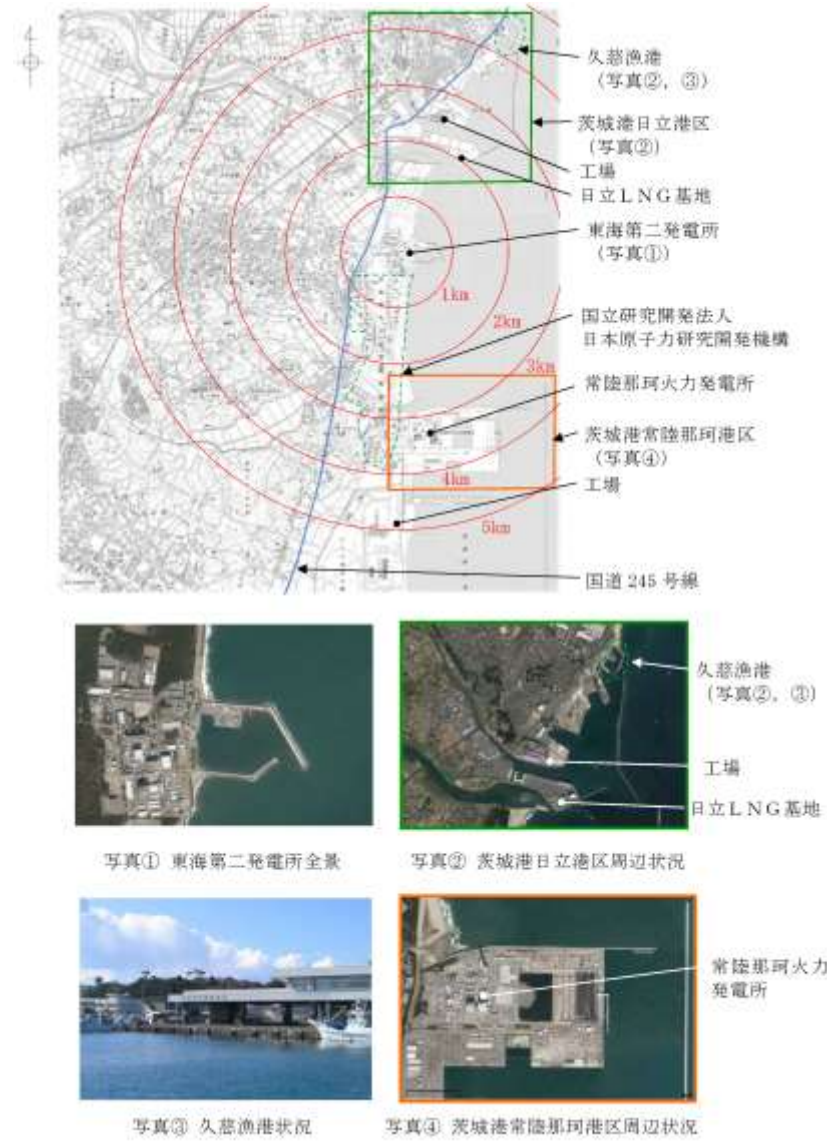 久慈漁港
(写真②，③)
茨城港日立港区
(写真②)
工場
日立ＬＮＧ基地
東海第二発電所
(写真①)
1km
2km
国立研究開発法人
日本原子力研究開発機構
3km
常陸那珂火力発電所
茨城港常陸那珂港区
(写真④)
4km
工場
5km
国道 245 号線
久慈漁港
(写真②，③)
工場
日立ＬＮＧ基地
写真① 東海第二発電所全景
写真② 茨城港日立港区周辺状況
常陸那珂火力
発電所
写真③ 久慈漁港状況
写真④ 茨城港常陸那珂港区周辺状況